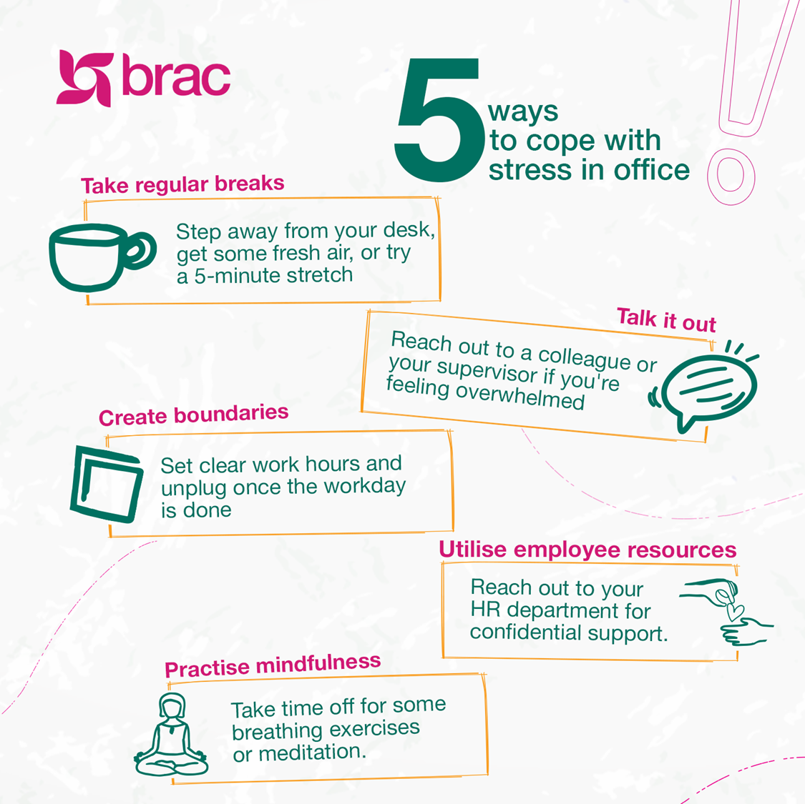 brac
5
ways
to cope with
stress in office
Take regular breaks
Step away from your desk,
get some fresh air, or try
a 5-minute stretch
Talk it out
Reach out to a colleague or
your supervisor if you're
feeling overwhelmed
Create boundaries
Set clear work hours and
unplug once the workday
is done
Utilise employee resources
Reach out to your
HR department for
confidential support.
Practise mindfulness
Take time off for some
breathing exercises
or meditation.